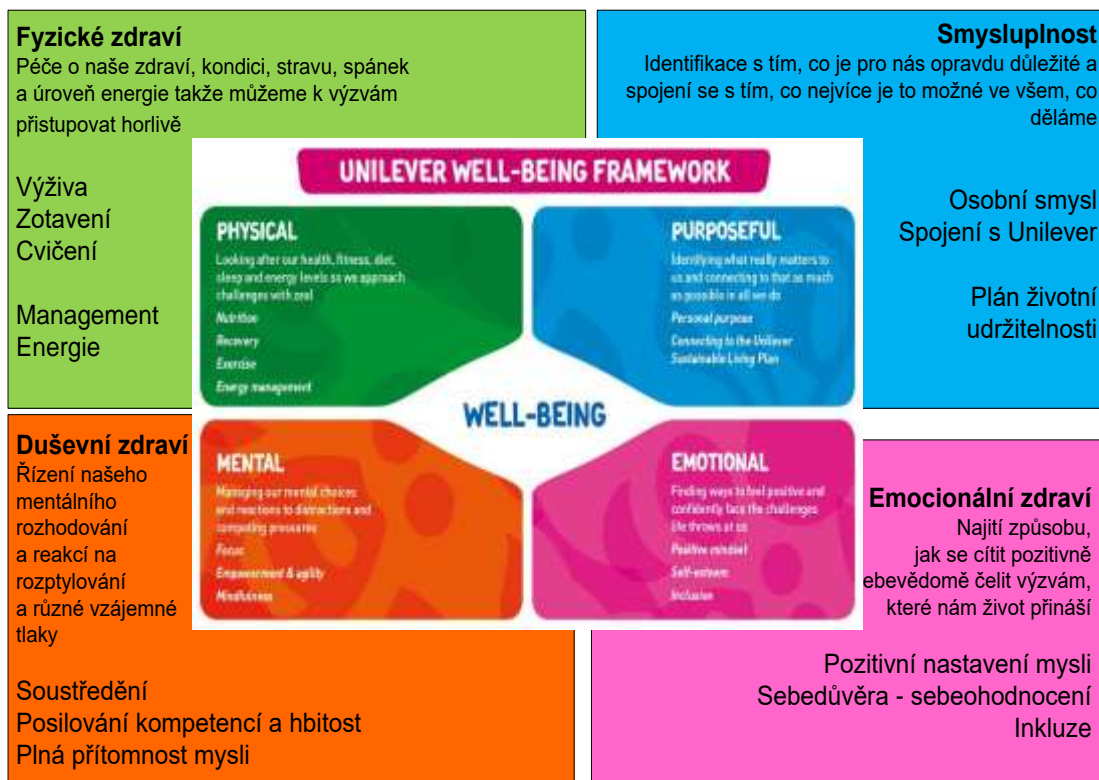 Fyzické zdraví
Péče o naše zdraví, kondici, stravu, spánek
a úroveň energie takže můžeme k výzvám
přistupovat horlivě
Výživa
Zotavení
Cvičení
Management
Energie
Smysluplnost
Identifikace s tím, co je pro nás opravdu důležité a
spojení se s tím, co nejvíce je to možné ve všem, co
děláme
Osobní smysl
Spojení s Unilever
Plán životní
udržitelnosti
UNILEVER WELL-BEING FRAMEWORK
PHYSICAL
Looking after our health, fitness, diet,
sleep and energy levels so we approach
challenges with zeal
Nutrition
Recovery
Exercise
Energy management
PURPOSEFUL
Identifying what really matters to
us and connecting to that as much
as possible in all we do
Personal purpose
Connecting to the Unilever
Sustainable Living Plan
WELL-BEING
MENTAL
Managing our mental choices
and reactions to distractions and
competing pressures
Focus
Empowerment & agility
Mindfulness
EMOTIONAL
Finding ways to feel positive and
confidently face the challenges
life throws at us
Positive mindset
Self-esteem
Inclusion
Duševní zdraví
Řízení našeho
mentálního
rozhodování
a reakcí na
rozptylování
a různé vzájemné
tlaky
Soustředění
Posilování kompetencí a hbitost
Plná přítomnost mysli
Emocionální zdraví
Najití způsobu,
jak se cítit pozitivně
ebevědomě čelit výzvám,
které nám život přináší
Pozitivní nastavení mysli
Sebedůvěra - sebeohodnocení
Inkluze